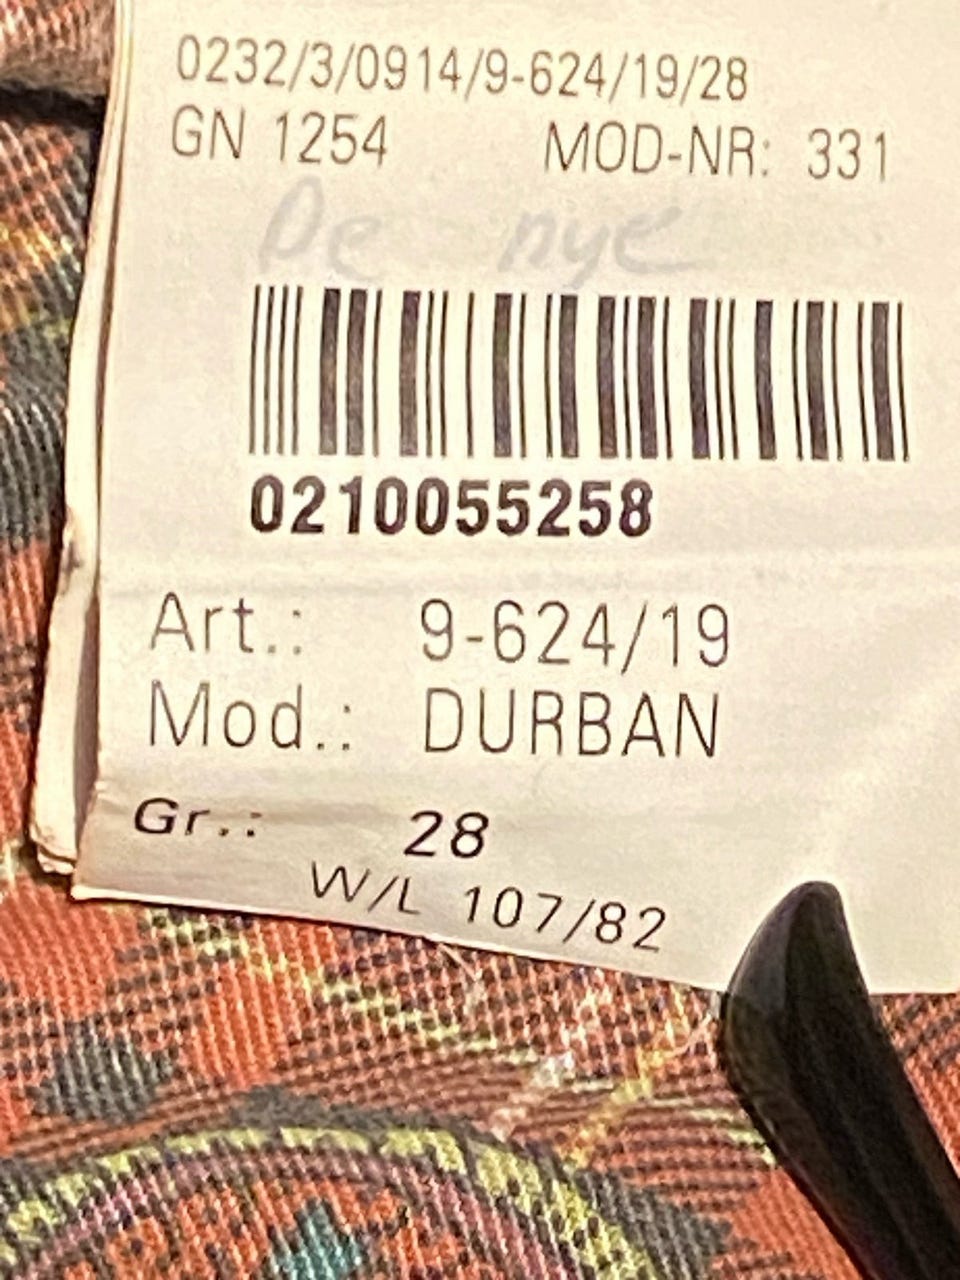 0232/3/0914/9-624/19/28
GN 1254 MOD-NR: 331
De nye
0210055258
Art.: 9-624/19
Mod.: DURBAN
Gr.: 28
W/L 107/82